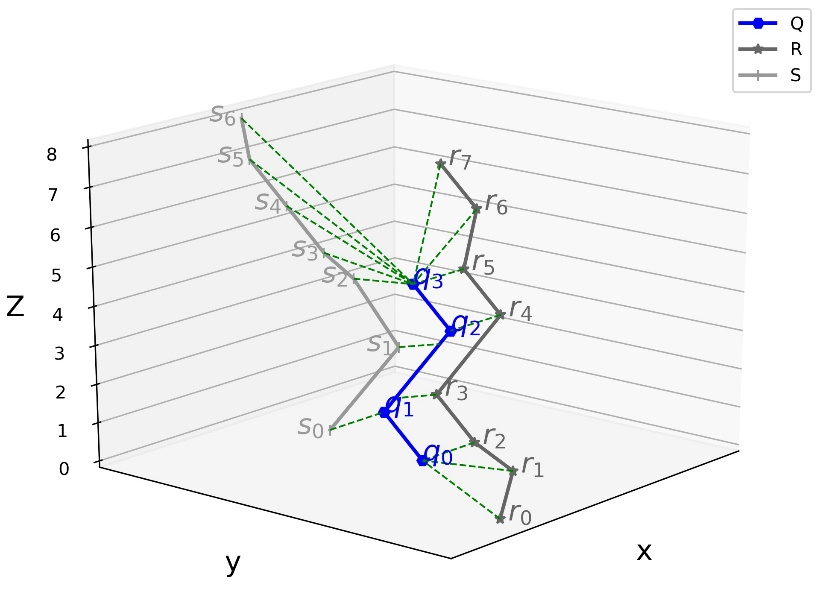 Q
R
S
s₆
s₅
s₄
s₃
s₂
s₁
s₀
r₇
r₆
r₅
r₄
r₃
r₂
r₁
r₀
q₃
q₂
q₁
q₀
8
7
6
5
4
3
2
1
0
Z
y
x